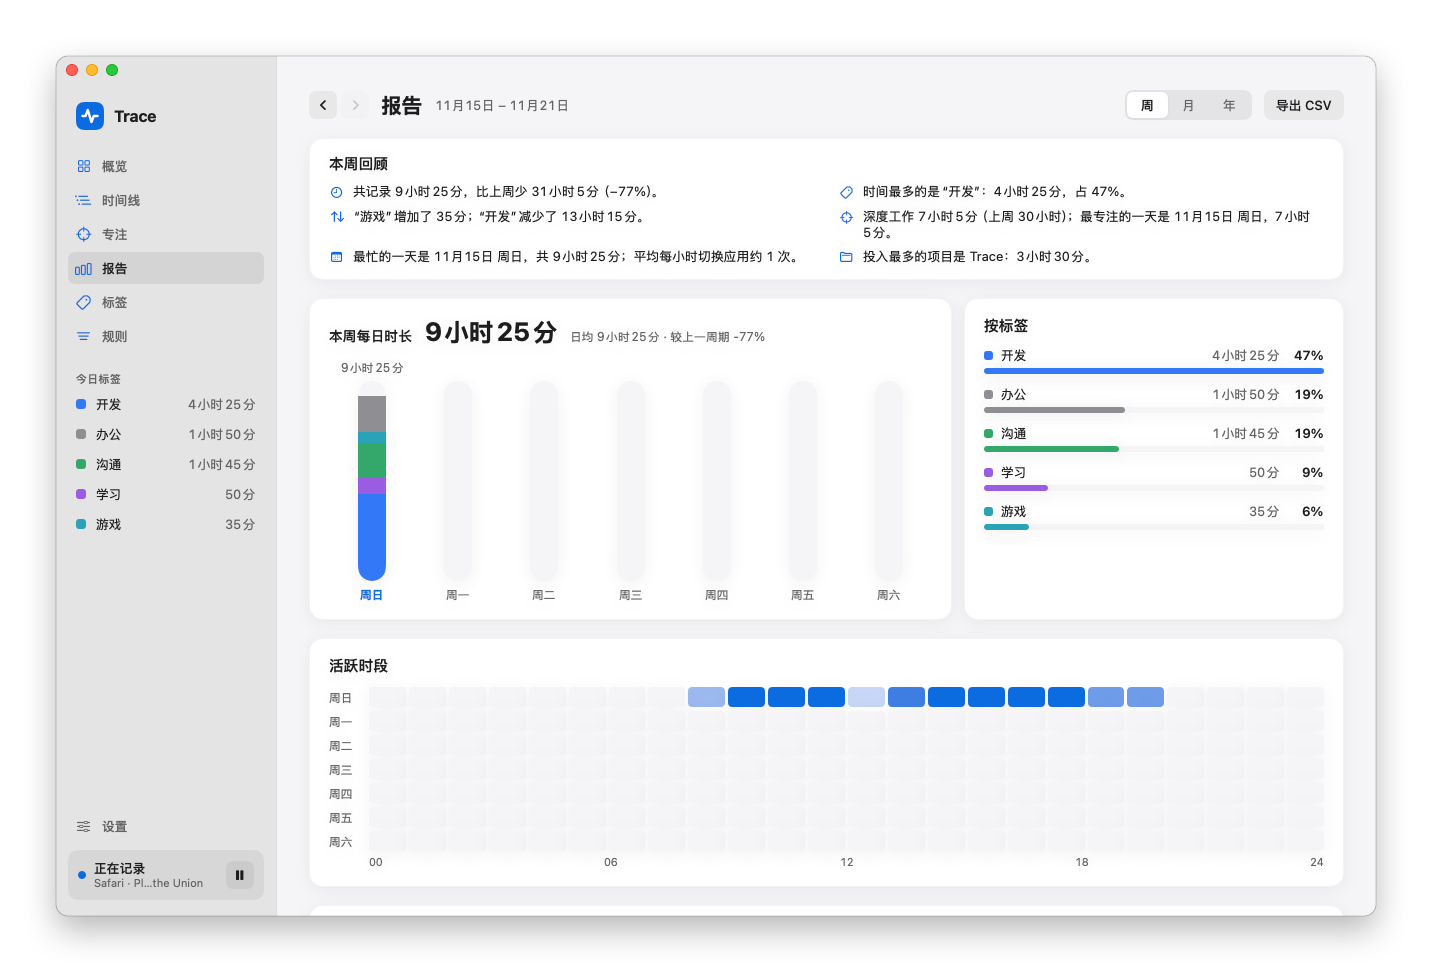 Trace
概览
时间线
专注
报告
标签
规则
今日标签
开发 4小时25分
办公 1小时50分
沟通 1小时45分
学习 50分
游戏 35分
设置
正在记录
Safari · Pl...the Union
报告 11月15日 – 11月21日
周 月 年 导出 CSV
本周回顾
共记录 9小时25分，比上周少 31小时5分 (−77%)。
时间最多的是“开发”：4小时25分，占 47%。
“游戏” 增加了 35分；“开发” 减少了 13小时15分。
深度工作 7小时5分 (上周 30小时)；最专注的一天是 11月15日 周日，7小时
5分。
最忙的一天是 11月15日 周日，共 9小时25分；平均每小时切换应用约 1 次。
投入最多的项目是 Trace：3小时30分。
本周每日时长 9小时25分 日均 9小时25分 · 较上一周期 -77%
9小时25分
周日 周一 周二 周三 周四 周五 周六
按标签
开发 4小时25分 47%
办公 1小时50分 19%
沟通 1小时45分 19%
学习 50分 9%
游戏 35分 6%
活跃时段
周日
周一
周二
周三
周四
周五
周六
00 06 12 18 24